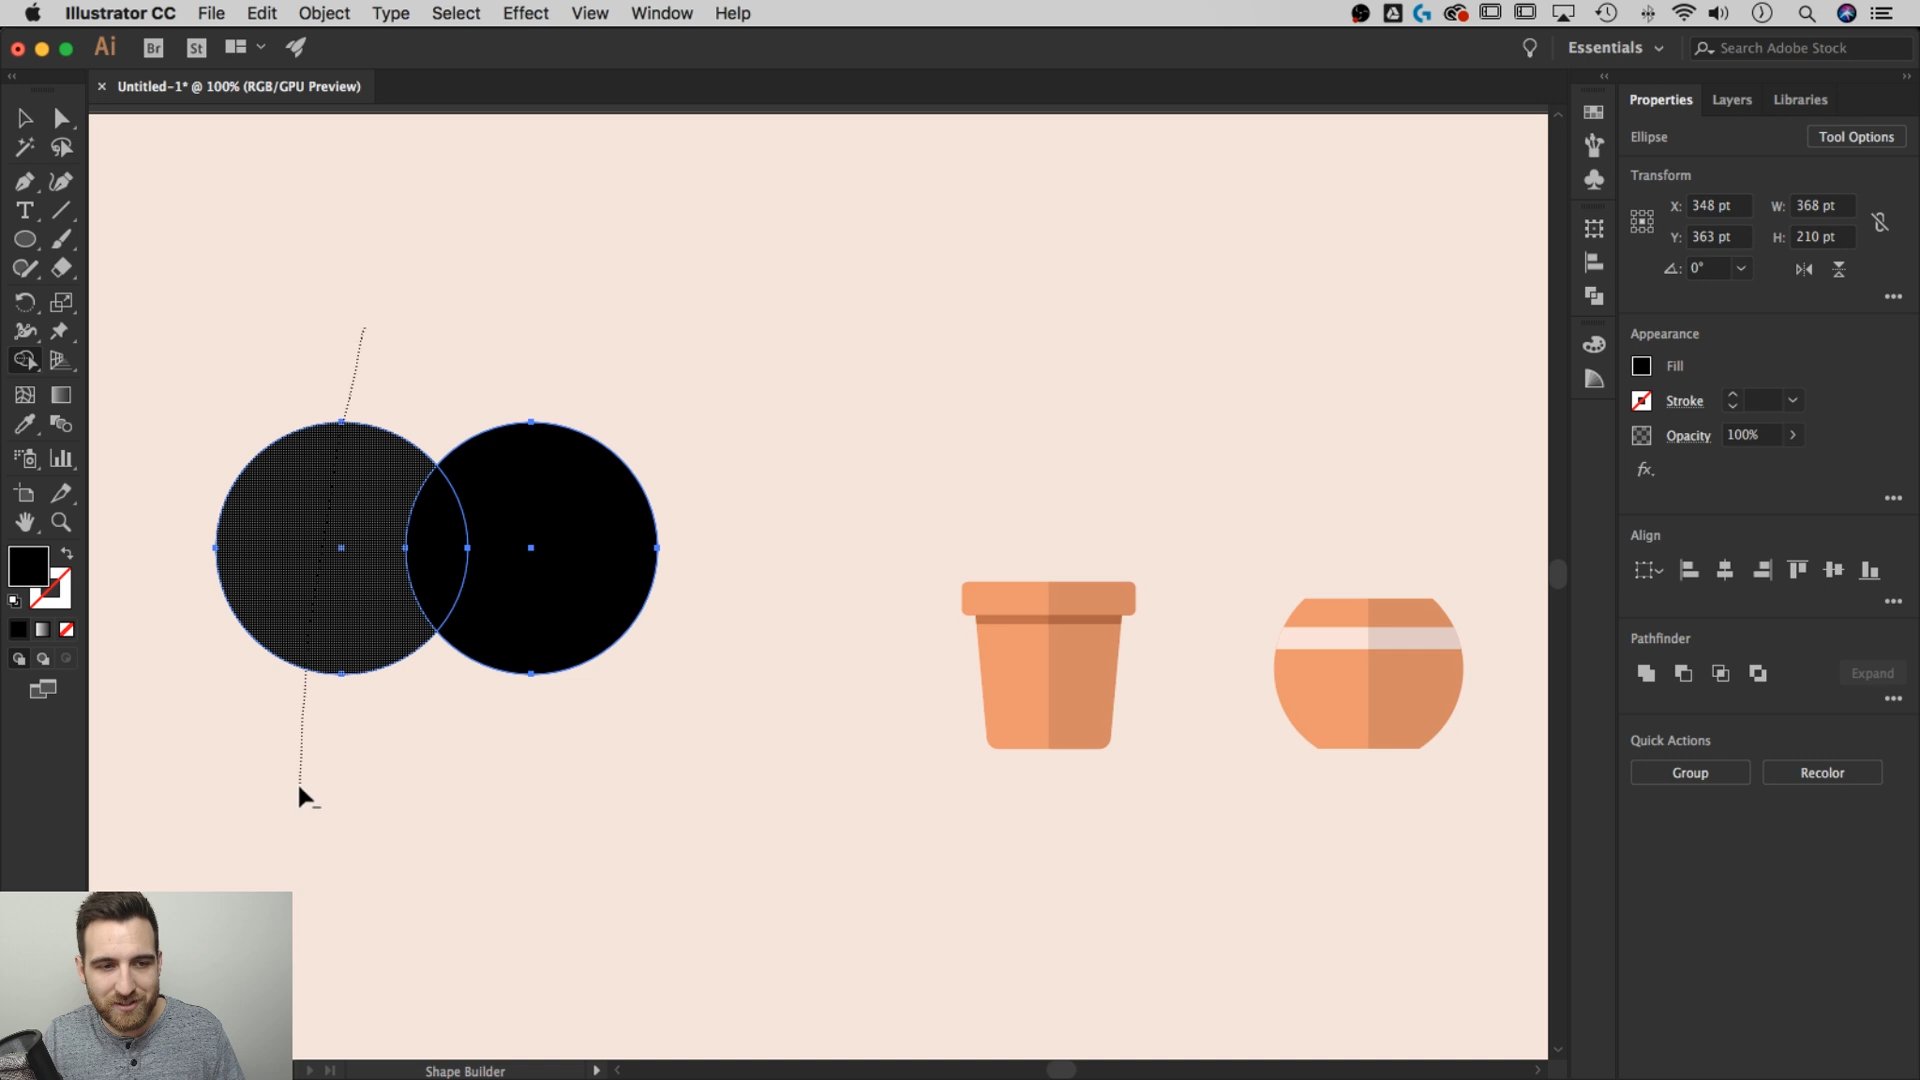 Illustrator CC File Edit Object Type Select Effect View Window Help
Ai Br St Essentials Search Adobe Stock
× Untitled-1* @ 100% (RGB/GPU Preview)
Properties Layers Libraries
Ellipse Tool Options
Transform
X: 348 pt W: 368 pt
Y: 363 pt H: 210 pt
0°
Appearance
Fill
Stroke
Opacity 100%
fx.
Align
Pathfinder
Expand
Quick Actions
Group Recolor
Shape Builder